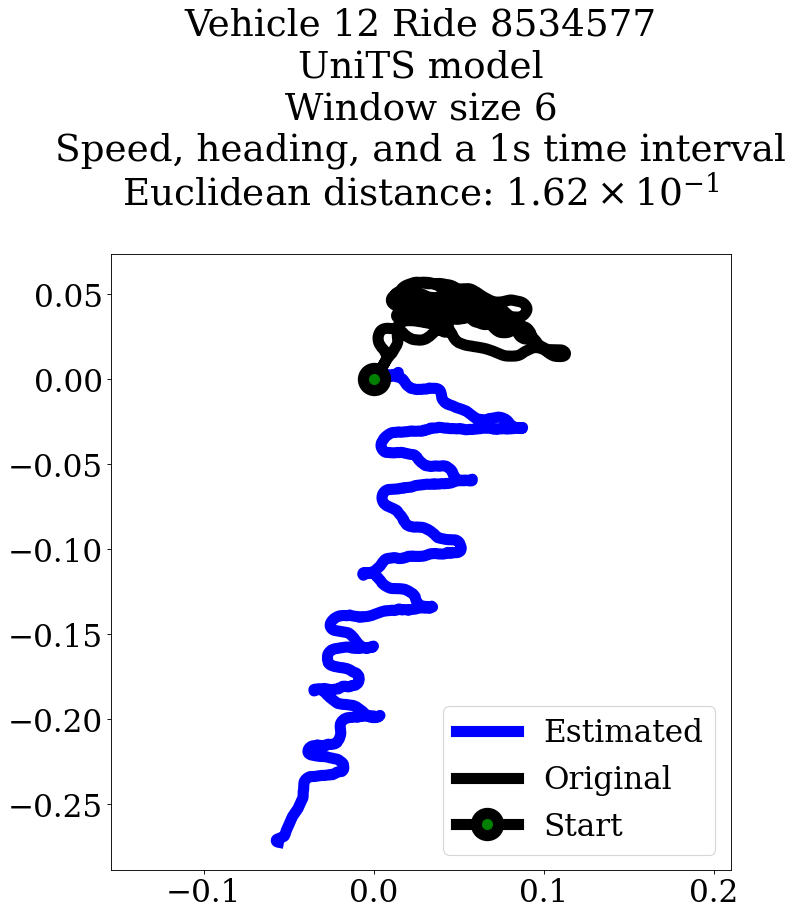 Vehicle 12 Ride 8534577
UniTS model
Window size 6
Speed, heading, and a 1s time interval
Euclidean distance: 1.62 × 10⁻¹
0.05
0.00
−0.05
−0.10
−0.15
−0.20
−0.25
Estimated
Original
Start
−0.1
0.0
0.1
0.2